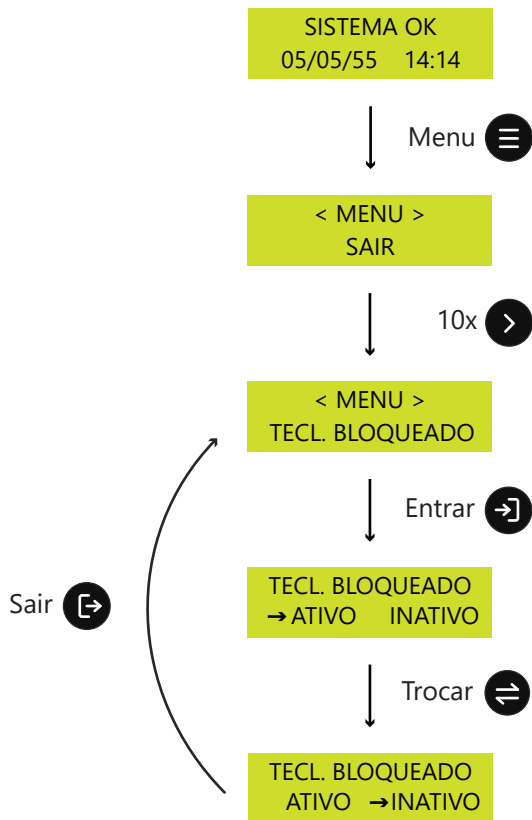 SISTEMA OK
05/05/55 14:14
Menu
< MENU >
SAIR
10x
< MENU >
TECL. BLOQUEADO
Entrar
TECL. BLOQUEADO
→ ATIVO INATIVO
Sair
Trocar
TECL. BLOQUEADO
ATIVO →INATIVO